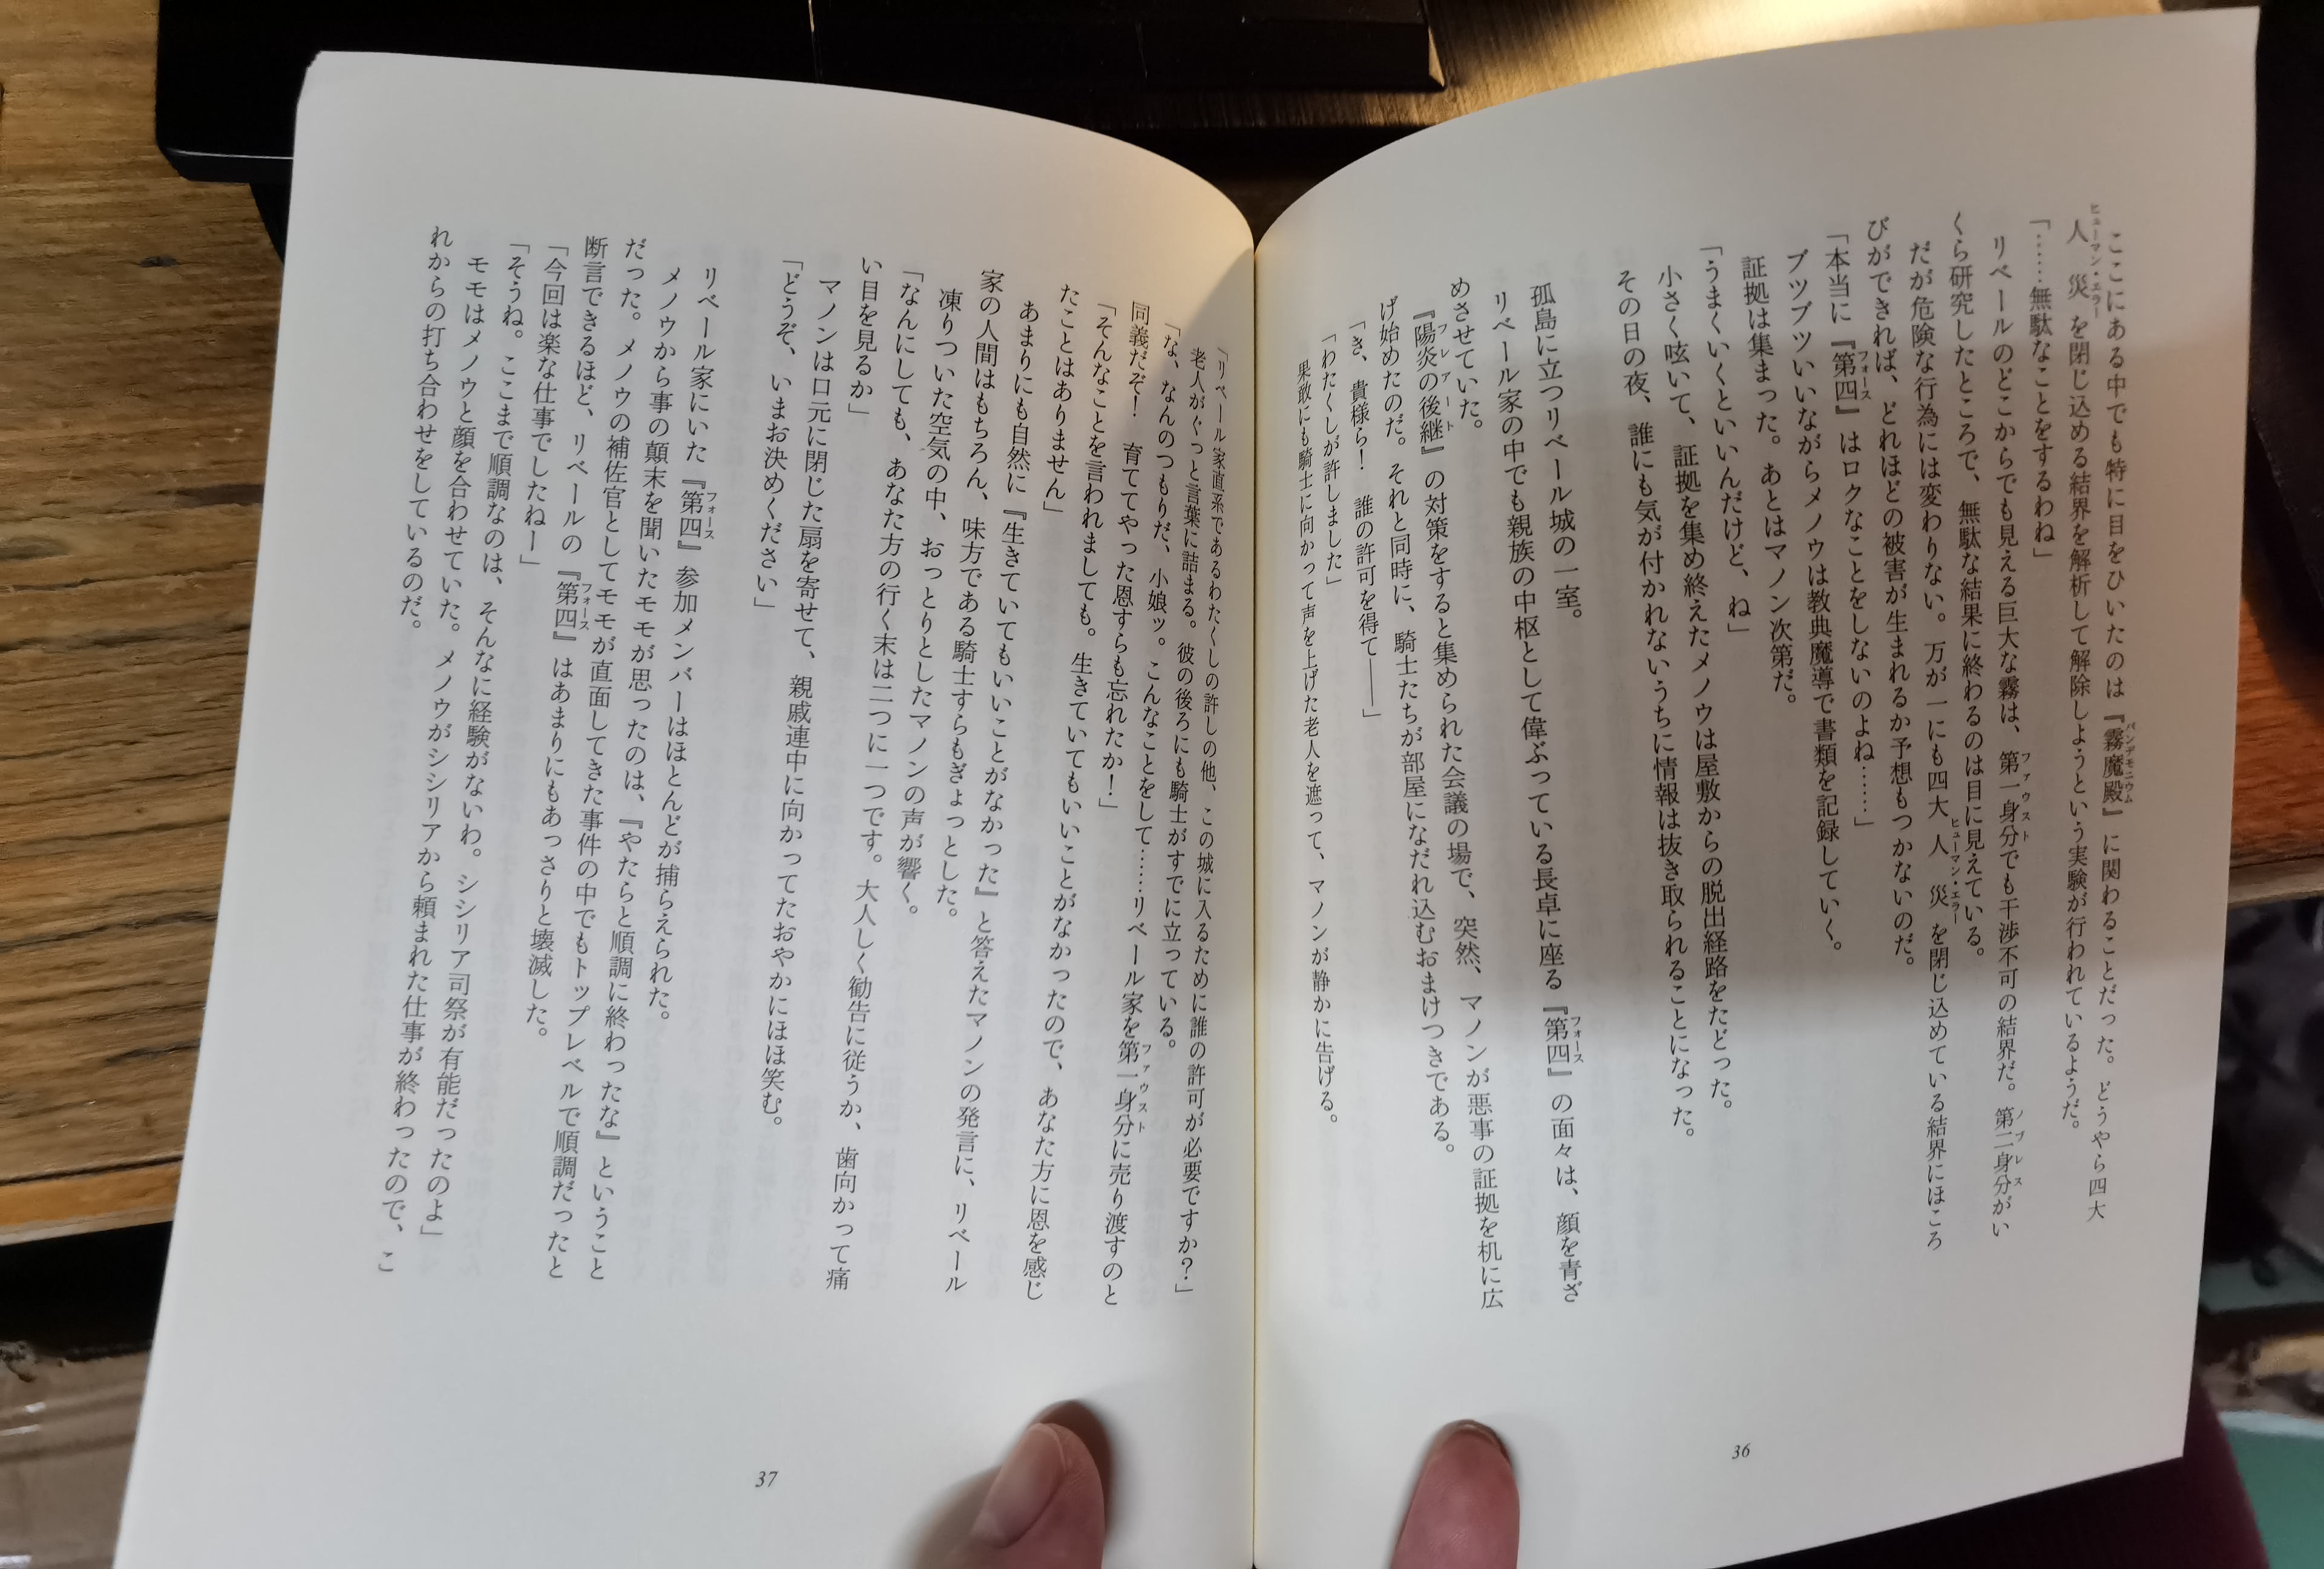 ここにある中でも特に目をひいたのは『霧魔殿』に関わることだった。どうやら四大
パンデモニウム
人災を閉じ込める結界を解析して解除しようという実験が行われているようだ。
ヒューマン・エラー
「……無駄なことをするわね」
リベールのどこからでも見える巨大な霧は、第一身分でも干渉不可の結界だ。第二身分がい
ファウスト
ノブレス
くら研究したところで、無駄な結果に終わるのは目に見えている。
だが危険な行為には変わりない。万が一にも四大人災を閉じ込めている結界にほころ
ヒューマン・エラー
びができれば、どれほどの被害が生まれるか予想もつかないのだ。
「本当に『第四』はロクなことをしないのよね……」
フォース
ブツブツいいながらメノウは教典魔導で書類を記録していく。
証拠は集まった。あとはマノン次第だ。
「うまくいくといいんだけど、ね」
小さく呟いて、証拠を集め終えたメノウは屋敷からの脱出経路をたどった。
その日の夜、誰にも気が付かれないうちに情報は抜き取られることになった。
孤島に立つリベール城の一室。
リベール家の中でも親族の中枢として偉ぶっている長卓に座る『第四』の面々は、顔を青ざ
フォース
めさせていた。
『陽炎の後継』の対策をすると集められた会議の場で、突然、マノンが悪事の証拠を机に広
フレアート
げ始めたのだ。それと同時に、騎士たちが部屋になだれ込むおまけつきである。
「き、貴様ら！　誰の許可を得て――」
「わたくしが許しました」
果敢にも騎士に向かって声を上げた老人を遮って、マノンが静かに告げる。
36
「リベール家直系であるわたくしの許しの他、この城に入るために誰の許可が必要ですか？」
老人がぐっと言葉に詰まる。彼の後ろにも騎士がすでに立っている。
「な、なんのつもりだ、小娘ッ。こんなことをして……リベール家を第一身分に売り渡すのと
ファウスト
同義だぞ！　育ててやった恩すらも忘れたか！」
「そんなことを言われましても。生きていてもいいことがなかったので、あなた方に恩を感じ
たことはありません」
あまりにも自然に『生きていてもいいことがなかった』と答えたマノンの発言に、リベール
家の人間はもちろん、味方である騎士すらもぎょっとした。
凍りついた空気の中、おっとりとしたマノンの声が響く。
「なんにしても、あなた方の行く末は二つに一つです。大人しく勧告に従うか、歯向かって痛
い目を見るか」
マノンは口元に閉じた扇を寄せて、親戚連中に向かってたおやかにほほ笑む。
「どうぞ、いまお決めください」
リベール家にいた『第四』参加メンバーはほとんどが捕らえられた。
フォース
メノウから事の顛末を聞いたモモが思ったのは、『やたらと順調に終わったな』ということ
だった。メノウの補佐官としてモモが直面してきた事件の中でもトップレベルで順調だったと
断言できるほど、リベールの『第四』はあまりにもあっさりと壊滅した。
フォース
「今回は楽な仕事でしたねー」
「そうね。ここまで順調なのは、そんなに経験がないわ。シシリア司祭が有能だったのよ」
モモはメノウと顔を合わせていた。メノウがシシリアから頼まれた仕事が終わったので、こ
れからの打ち合わせをしているのだ。
37